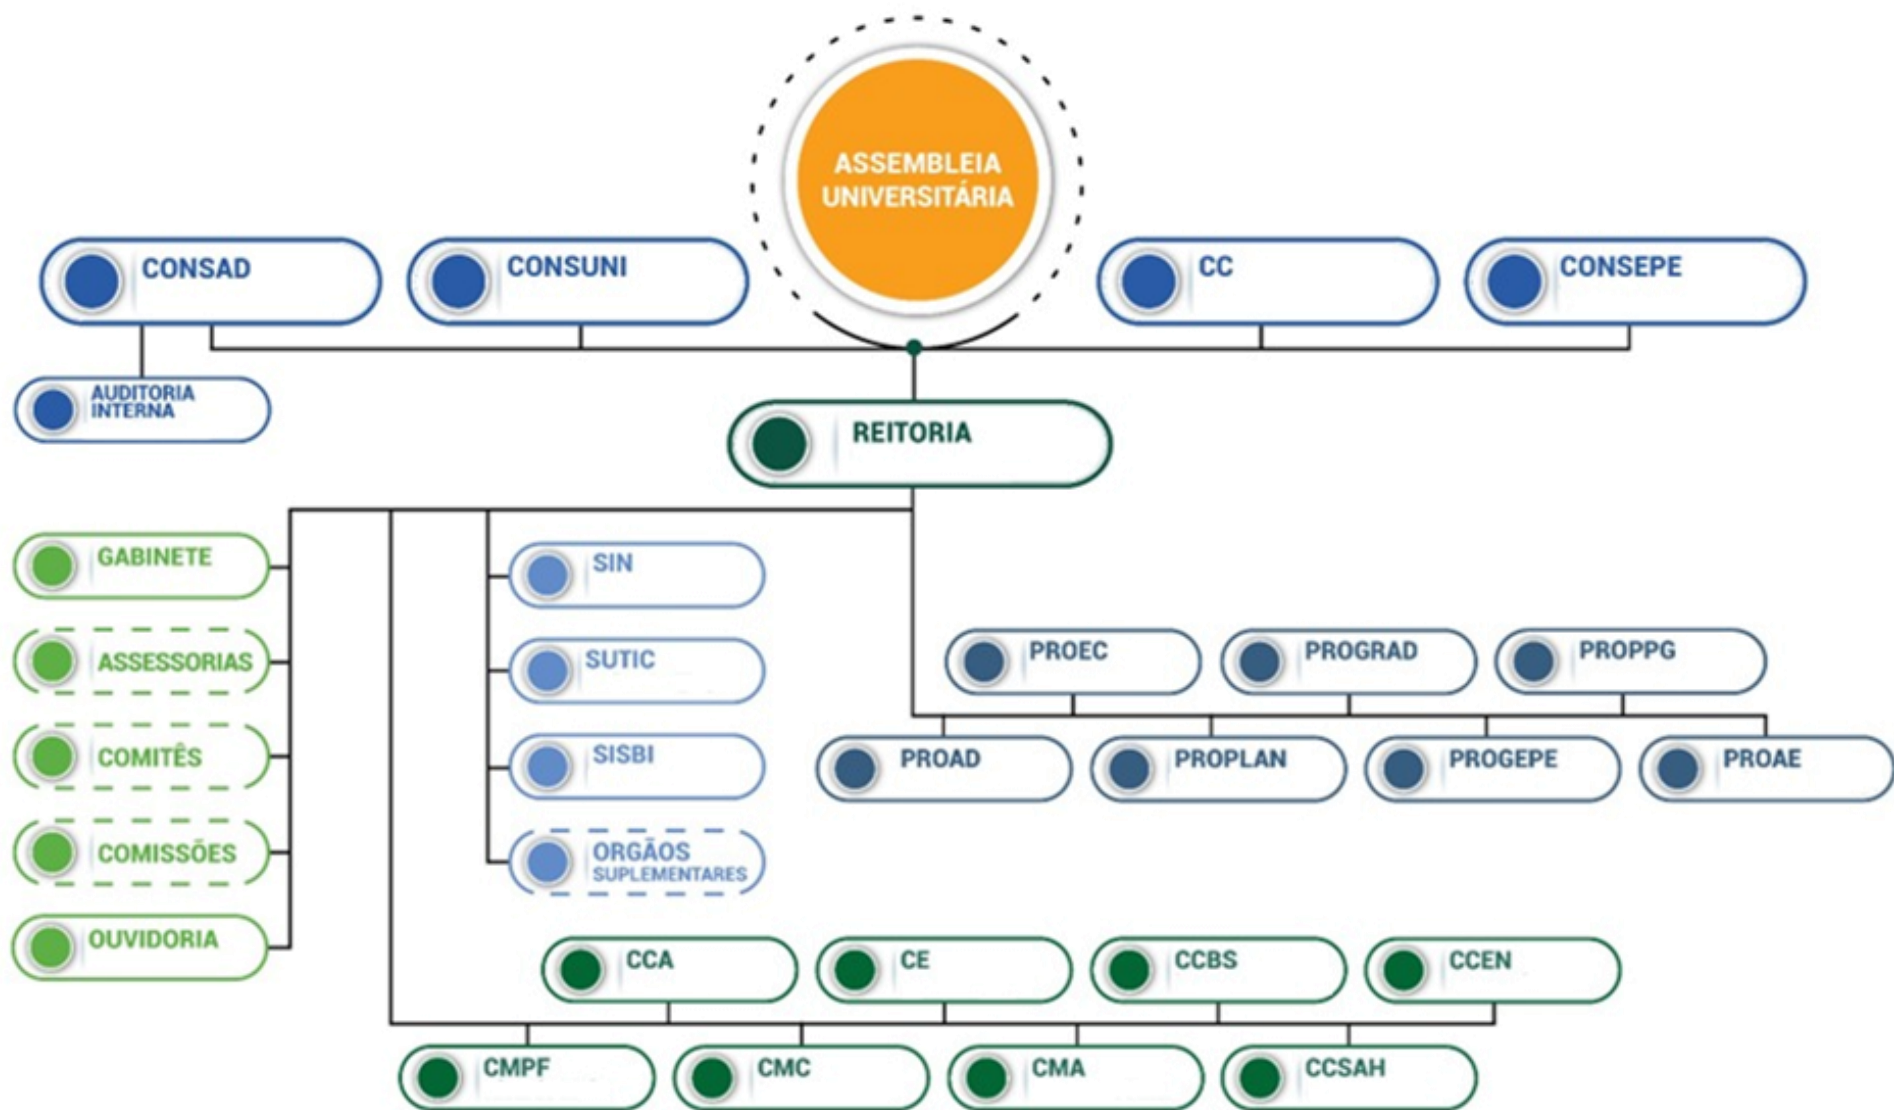 ASSEMBLEIA
UNIVERSITÁRIA
CONSAD
CONSUNI
CC
CONSEPE
AUDITORIA
INTERNA
REITORIA
GABINETE
ASSESSORIAS
COMITÊS
COMISSÕES
OUVIDORIA
SIN
SUTIC
SISBI
ORGÃOS
SUPLEMENTARES
PROEC
PROGRAD
PROPPG
PROAD
PROPLAN
PROGEPE
PROAE
CCA
CE
CCBS
CCEN
CMPF
CMC
CMA
CCSAH